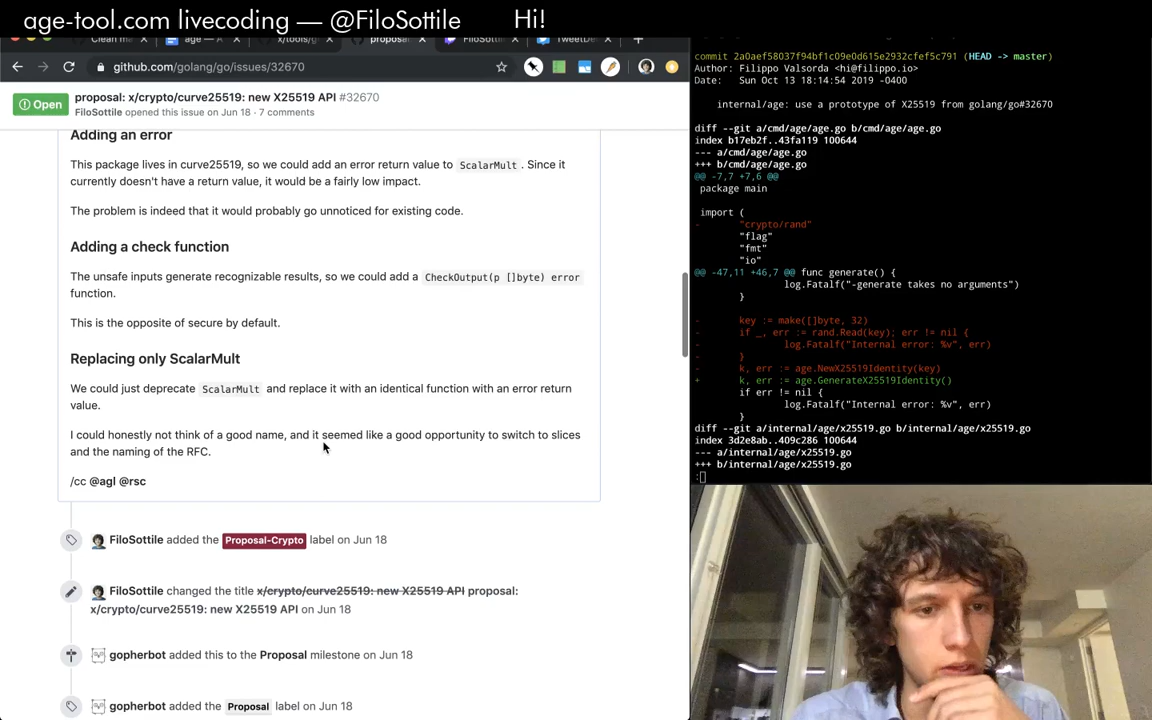 age-tool.com livecoding — @FiloSottile Hi!
Clean m
age — A
x/tools/g
propos
FiloSott
TweetDe
github.com/golang/go/issues/32670
Open
proposal: x/crypto/curve25519: new X25519 API #32670
FiloSottile opened this issue on Jun 18 · 7 comments
Adding an error
This package lives in curve25519, so we could add an error return value to ScalarMult . Since it
currently doesn't have a return value, it would be a fairly low impact.
The problem is indeed that it would probably go unnoticed for existing code.
Adding a check function
The unsafe inputs generate recognizable results, so we could add a CheckOutput(p []byte) error
function.
This is the opposite of secure by default.
Replacing only ScalarMult
We could just deprecate ScalarMult and replace it with an identical function with an error return
value.
I could honestly not think of a good name, and it seemed like a good opportunity to switch to slices
and the naming of the RFC.
/cc @agl @rsc
FiloSottile added the Proposal-Crypto label on Jun 18
FiloSottile changed the title x/crypto/curve25519: new X25519 API proposal:
x/crypto/curve25519: new X25519 API on Jun 18
gopherbot added this to the Proposal milestone on Jun 18
gopherbot added the Proposal label on Jun 18
commit 2a0aef58037f94bf1c09e0d615e2932cfef5c791 (HEAD -> master)
Author: Filippo Valsorda <hi@filippo.io>
Date:   Sun Oct 13 18:14:54 2019 -0400
internal/age: use a prototype of X25519 from golang/go#32670
diff --git a/cmd/age/age.go b/cmd/age/age.go
index b17eb2f..43fa119 100644
--- a/cmd/age/age.go
+++ b/cmd/age/age.go
@@ -7,7 +7,6 @@
package main
import (
-       "crypto/rand"
"flag"
"fmt"
"io"
@@ -47,11 +46,7 @@ func generate() {
log.Fatalf("-generate takes no arguments")
}
-       key := make([]byte, 32)
-       if _, err := rand.Read(key); err != nil {
-               log.Fatalf("Internal error: %v", err)
-       }
-       k, err := age.NewX25519Identity(key)
+       k, err := age.GenerateX25519Identity()
if err != nil {
log.Fatalf("Internal error: %v", err)
}
diff --git a/internal/age/x25519.go b/internal/age/x25519.go
index 3d2e8ab..409c286 100644
--- a/internal/age/x25519.go
+++ b/internal/age/x25519.go
: